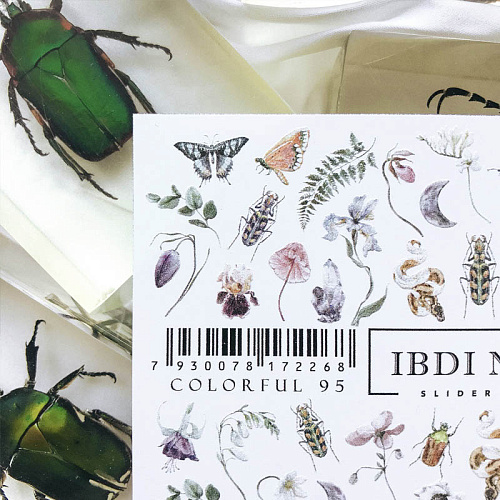 7 930078 172268
COLORFUL 95
IBDI N
SLIDER